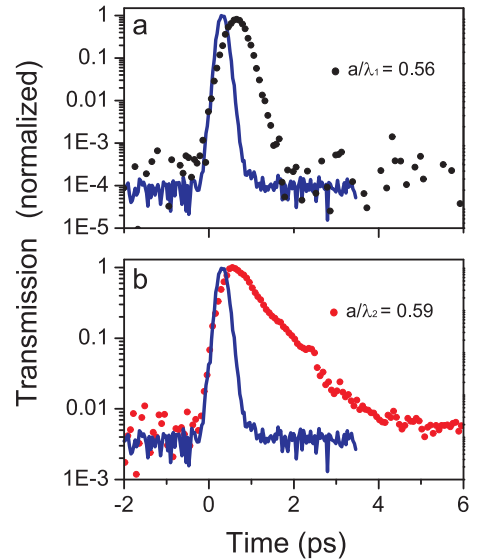 Transmission (normalized)
1
a
0.1
a/λ₁ = 0.56
0.01
1E-3
1E-4
1E-5
1
b
a/λ₂ = 0.59
0.1
0.01
1E-3
-2 0 2 4 6
Time (ps)